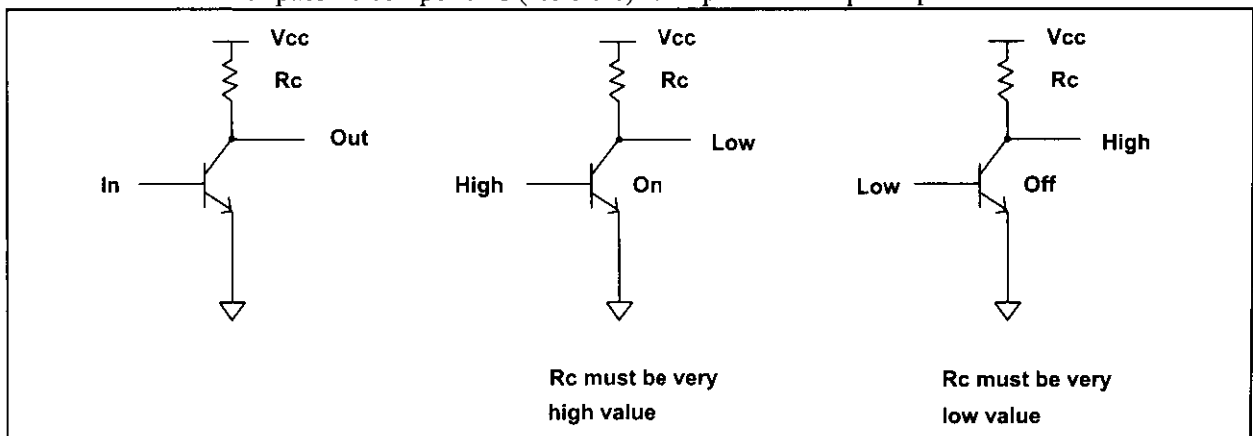 Vcc
Rc
Out
In
Vcc
Rc
Low
High
On
Rc must be very
high value
Vcc
Rc
High
Low
Off
Rc must be very
low value